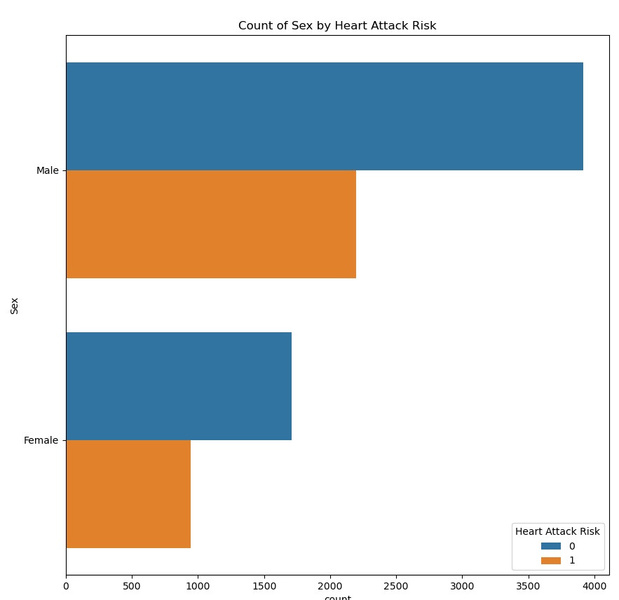 Count of Sex by Heart Attack Risk
Male
Sex
Female
Heart Attack Risk
0
1
0 500 1000 1500 2000 2500 3000 3500 4000
count